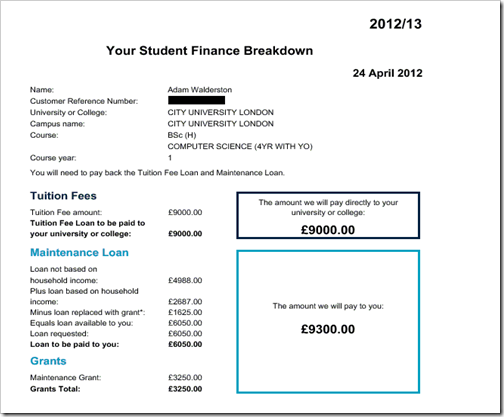 2012/13
Your Student Finance Breakdown
24 April 2012
Name: Adam Walderston
Customer Reference Number:
University or College: CITY UNIVERSITY LONDON
Campus name: CITY UNIVERSITY LONDON
Course: BSc (H)
COMPUTER SCIENCE (4YR WITH YO)
Course year: 1
You will need to pay back the Tuition Fee Loan and Maintenance Loan.
Tuition Fees
Tuition Fee amount: £9000.00
Tuition Fee Loan to be paid to
your university or college: £9000.00
The amount we will pay directly to your
university or college:
£9000.00
Maintenance Loan
Loan not based on
household income: £4988.00
Plus loan based on household
income: £2687.00
Minus loan replaced with grant*: £1625.00
Equals loan available to you: £6050.00
Loan requested: £6050.00
Loan to be paid to you: £6050.00
Grants
Maintenance Grant: £3250.00
Grants Total: £3250.00
The amount we will pay to you:
£9300.00